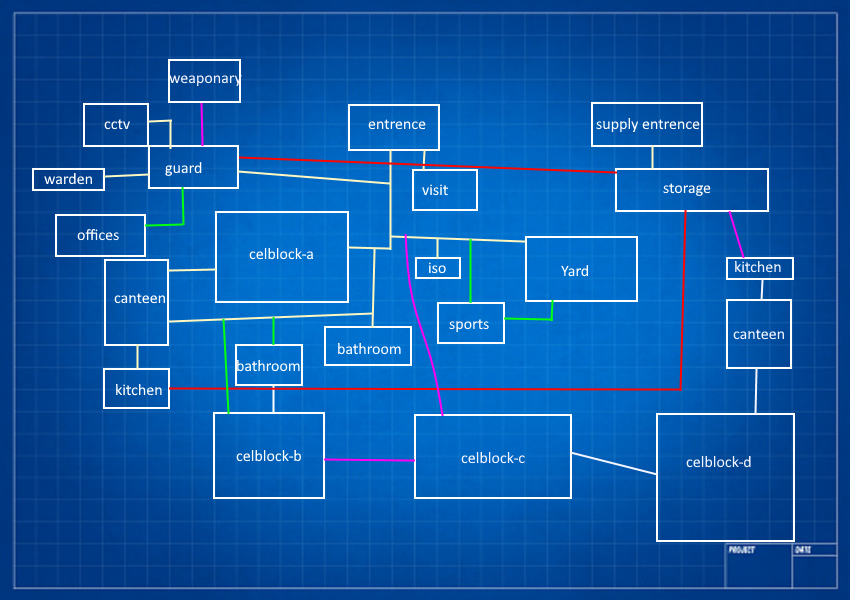 weaponary
cctv
entrence
supply entrence
guard
warden
visit
storage
offices
celblock-a
iso
Yard
kitchen
canteen
sports
canteen
bathroom
bathroom
kitchen
celblock-b
celblock-c
celblock-d
PROJECT
DATE